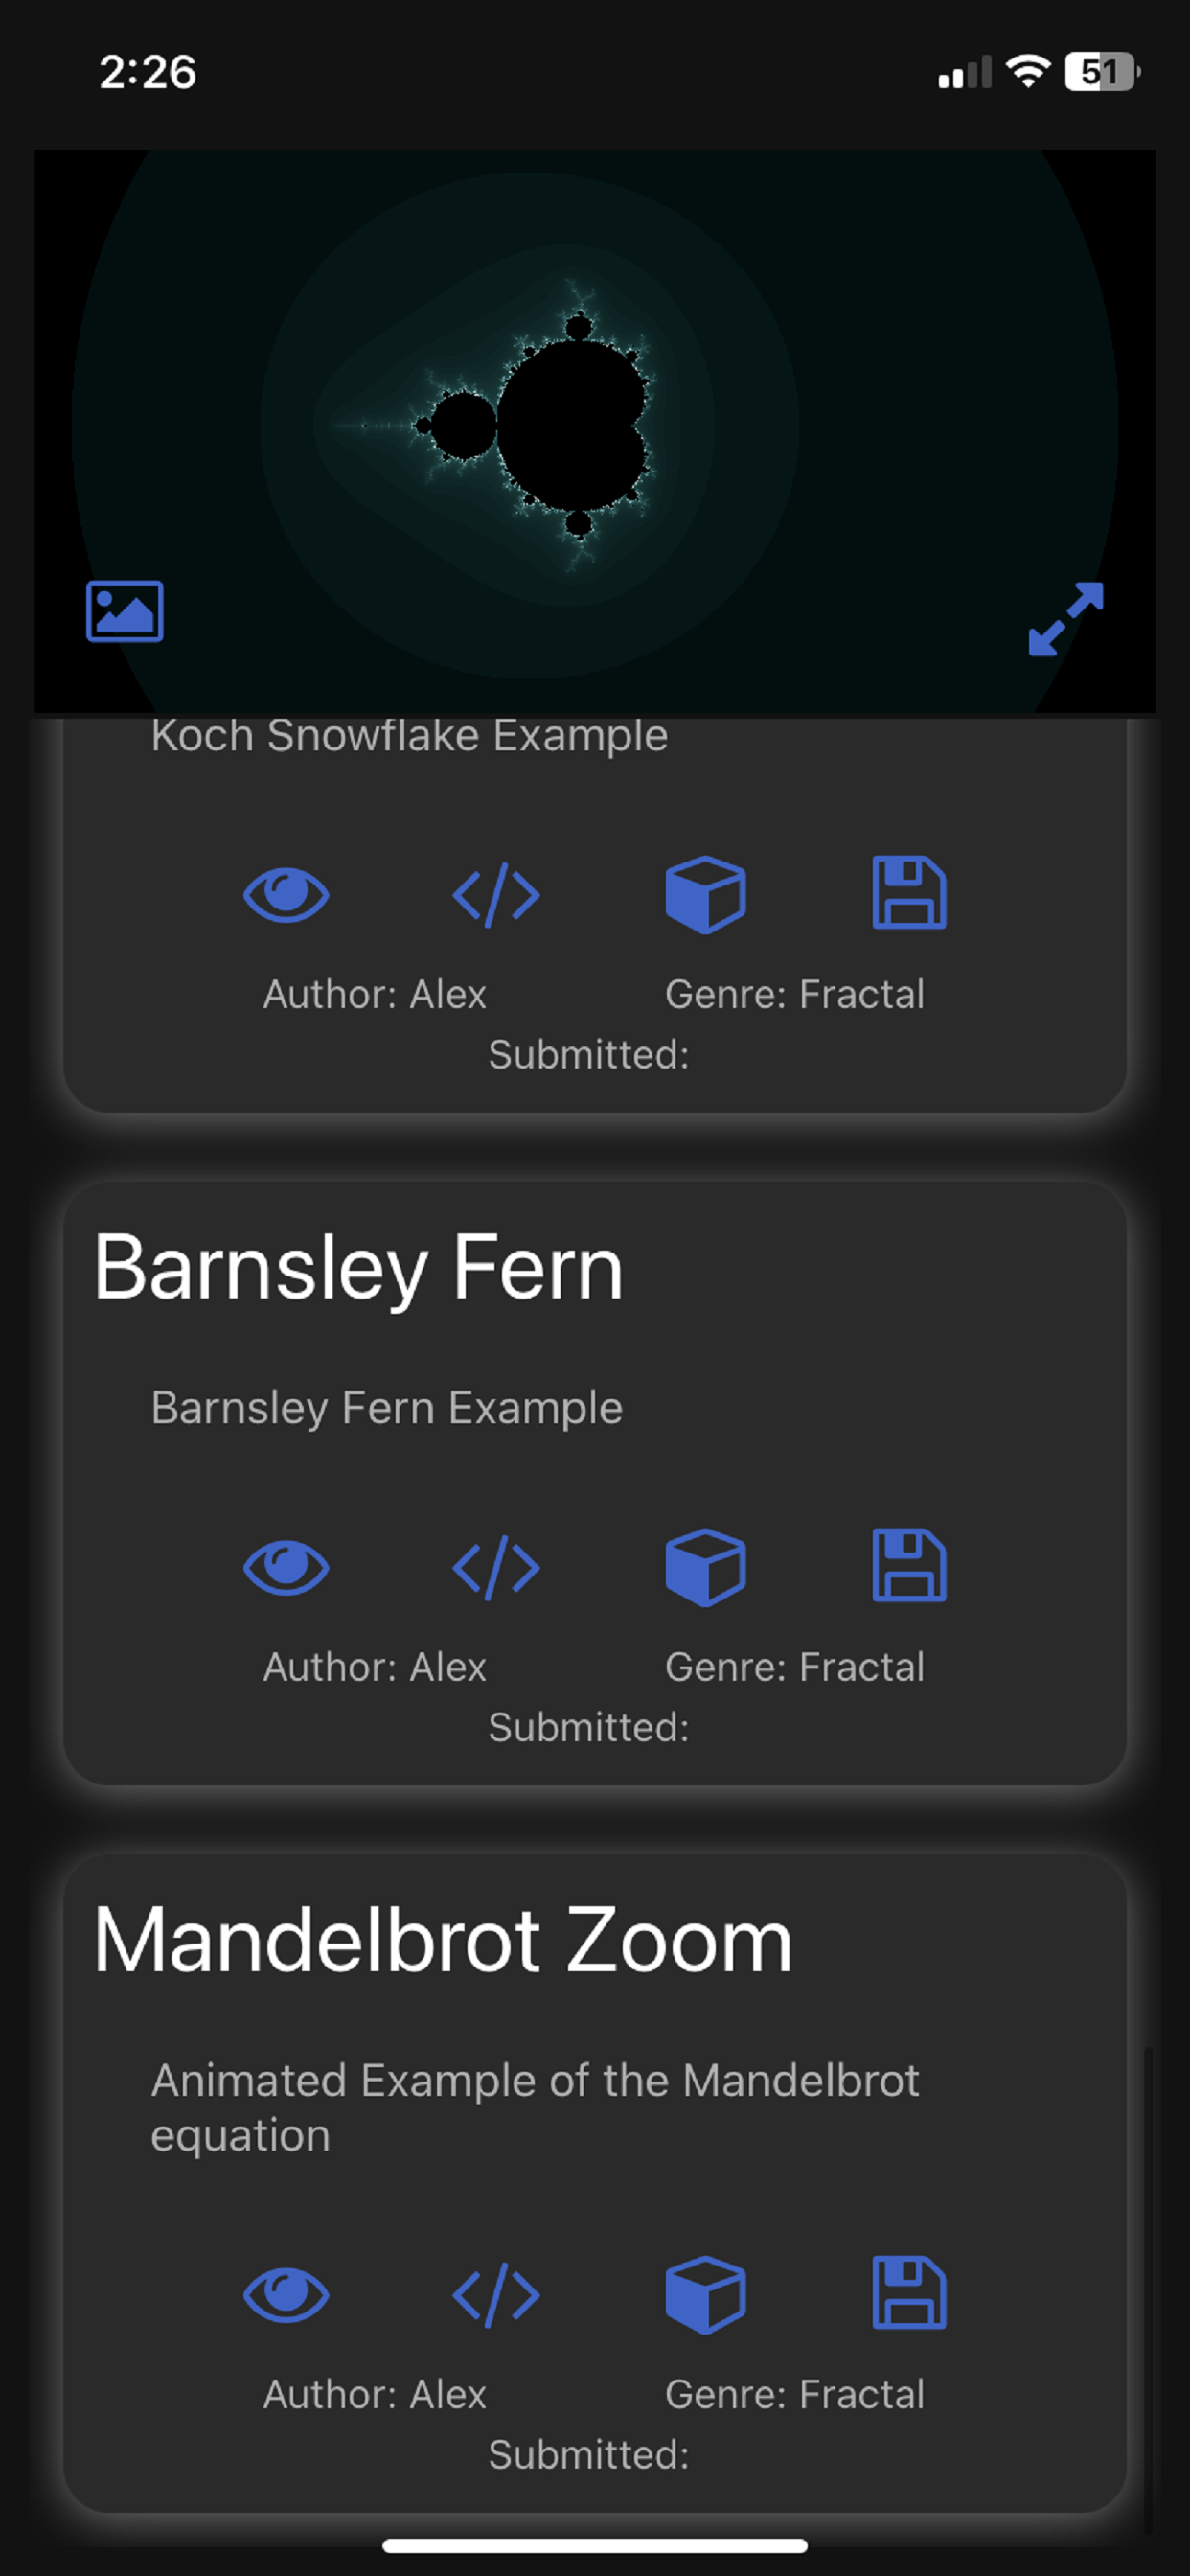 2:26
51
Koch Snowflake Example
Author: Alex
Genre: Fractal
Submitted:
Barnsley Fern
Barnsley Fern Example
Author: Alex
Genre: Fractal
Submitted:
Mandelbrot Zoom
Animated Example of the Mandelbrot
equation
Author: Alex
Genre: Fractal
Submitted: